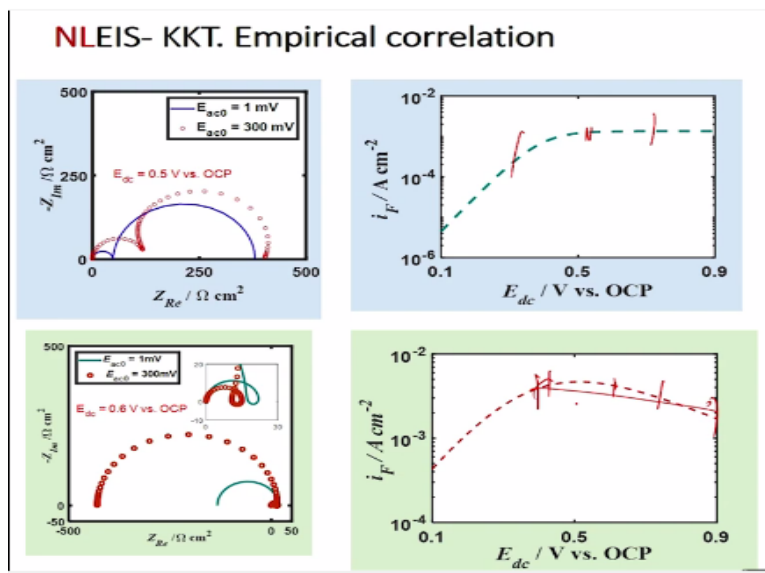 NLEIS- KKT. Empirical correlation
500
250
0
0
250
500
-Z_Im/Ω cm²
Z_Re / Ω cm²
E_ac0 = 1 mV
E_ac0 = 300 mV
E_dc = 0.5 V vs. OCP
10⁻²
10⁻⁴
10⁻⁶
0.1
0.5
0.9
i_F / A cm⁻²
E_dc / V vs. OCP
500
0
-50
-500
0
50
-Z_Im/Ω cm²
Z_Re / Ω cm²
E_ac0 = 1mV
E_ac0 = 300mV
E_dc = 0.6 V vs. OCP
20
0
-10
0
30
10⁻²
10⁻³
10⁻⁴
0.1
0.5
0.9
i_F / A cm⁻²
E_dc / V vs. OCP